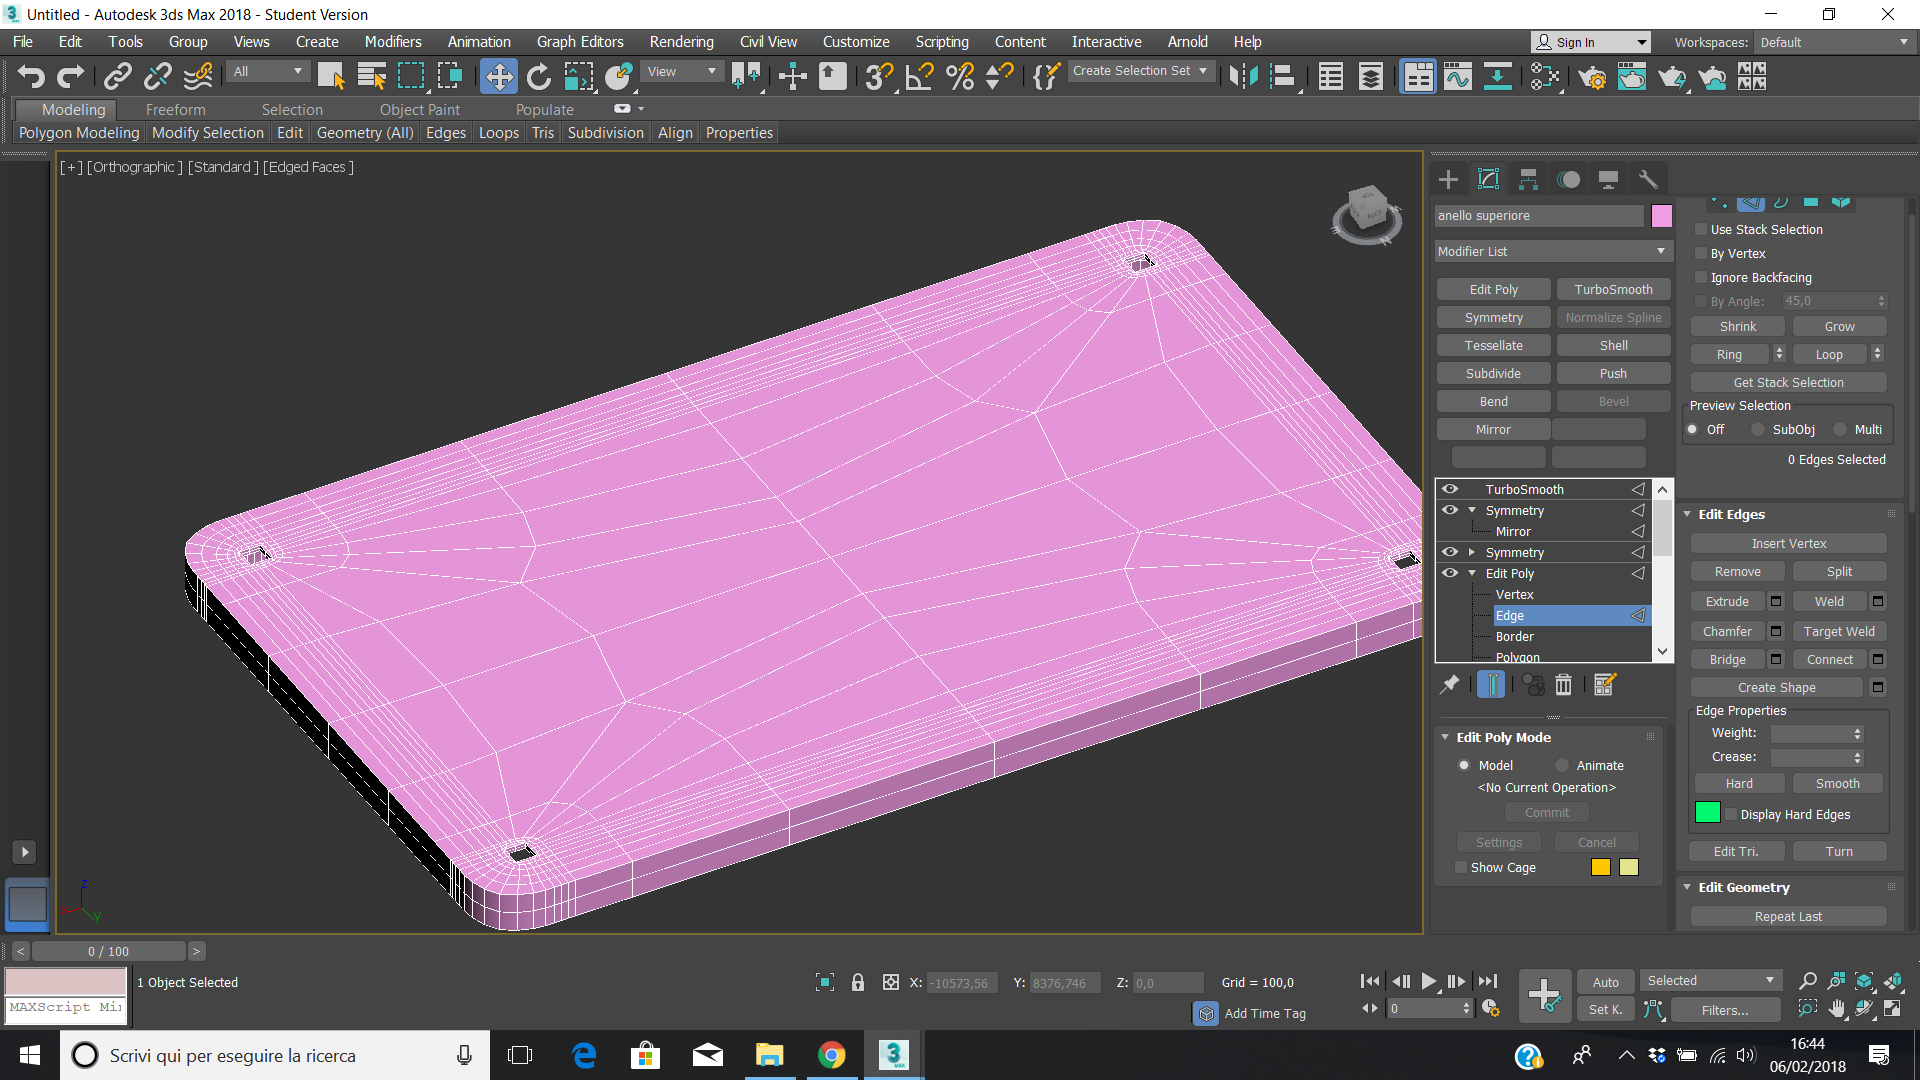 Untitled - Autodesk 3ds Max 2018 - Student Version
File Edit Tools Group Views Create Modifiers Animation Graph Editors Rendering Civil View Customize Scripting Content Interactive Arnold Help Sign In Workspaces: Default
All View Create Selection Set
Modeling Freeform Selection Object Paint Populate
Polygon Modeling Modify Selection Edit Geometry (All) Edges Loops Tris Subdivision Align Properties
[+] [Orthographic ] [Standard ] [Edged Faces ]
anello superiore
Modifier List
Edit Poly TurboSmooth
Symmetry Normalize Spline
Tessellate Shell
Subdivide Push
Bend Bevel
Mirror
TurboSmooth
Symmetry
Mirror
Symmetry
Edit Poly
Vertex
Edge
Border
Polygon
Edit Poly Mode
Model Animate
<No Current Operation>
Commit
Settings Cancel
Show Cage
Use Stack Selection
By Vertex
Ignore Backfacing
By Angle: 45,0
Shrink Grow
Ring Loop
Get Stack Selection
Preview Selection
Off SubObj Multi
0 Edges Selected
Edit Edges
Insert Vertex
Remove Split
Extrude Weld
Chamfer Target Weld
Bridge Connect
Create Shape
Edge Properties
Weight:
Crease:
Hard Smooth
Display Hard Edges
Edit Tri. Turn
Edit Geometry
Repeat Last
z
x
y
< 0 / 100 >
1 Object Selected
MAXScript Mi
X: -10573,56 Y: 8376,746 Z: 0,0 Grid = 100,0
Add Time Tag
0
Auto Selected
Set K. Filters...
Scrivi qui per eseguire la ricerca
3
MAX
16:44
06/02/2018